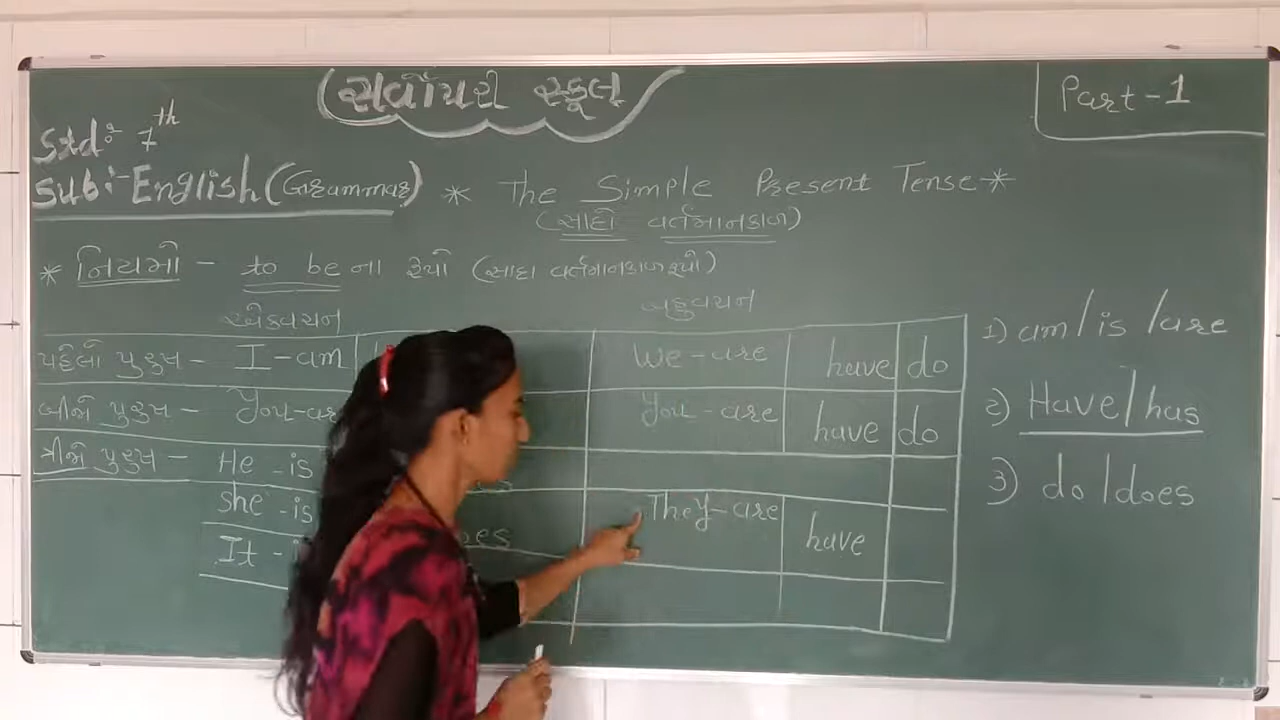 સર્વોપરી સ્કૂલ
Part-1
Std: 7th
Sub:- English (Grammar) * The Simple Present Tense *
(સાદો વર્તમાનકાળ)
* નિયમો - to be ના રૂપો (સાદા વર્તમાનકાળ રૂપો)
એકવચન બહુવચન
પહેલો પુરુષ - I-am We-are have do
બીજો પુરુષ - You-ar You-are have do
ત્રીજો પુરુષ - He-is
she-is They-are have
It-i oes
1) am/is/are
2) Have/has
3) do/does